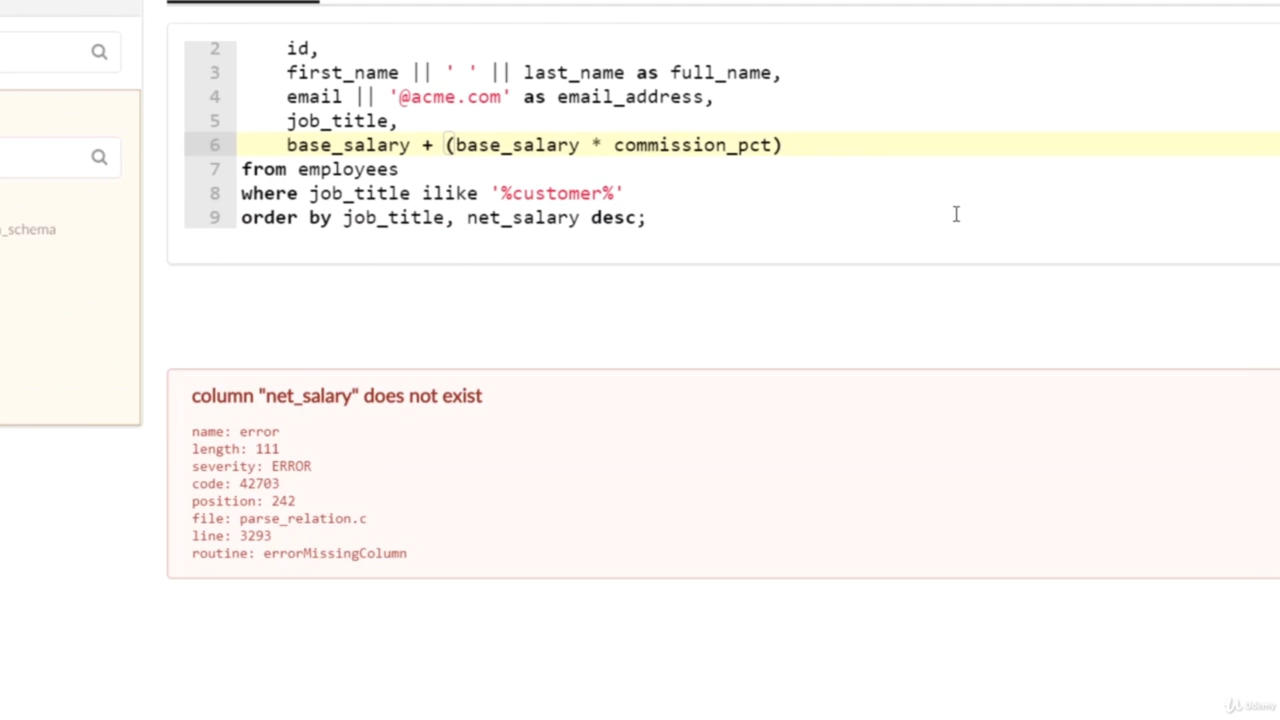 2 id,
3 first_name || ' ' || last_name as full_name,
4 email || '@acme.com' as email_address,
5 job_title,
6 base_salary + (base_salary * commission_pct)
7 from employees
8 where job_title ilike '%customer%'
9 order by job_title, net_salary desc;
_schema
column "net_salary" does not exist
name: error
length: 111
severity: ERROR
code: 42703
position: 242
file: parse_relation.c
line: 3293
routine: errorMissingColumn
Udemy